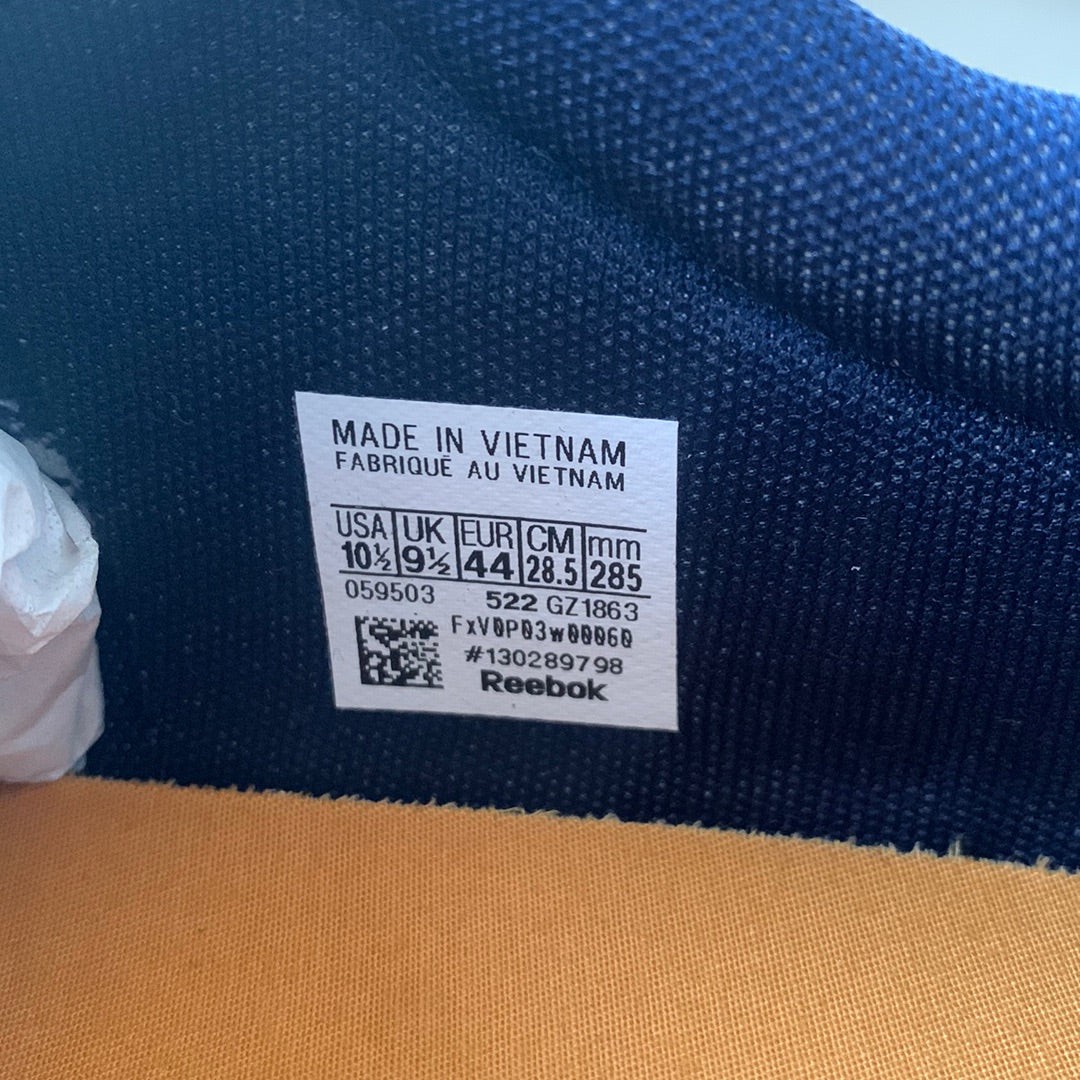 MADE IN VIETNAM
FABRIQUÉ AU VIETNAM
USA UK EUR CM mm
10½ 9½ 44 28.5 285
059503 522 GZ1863
FxV0P03w00060
#130289798
Reebok